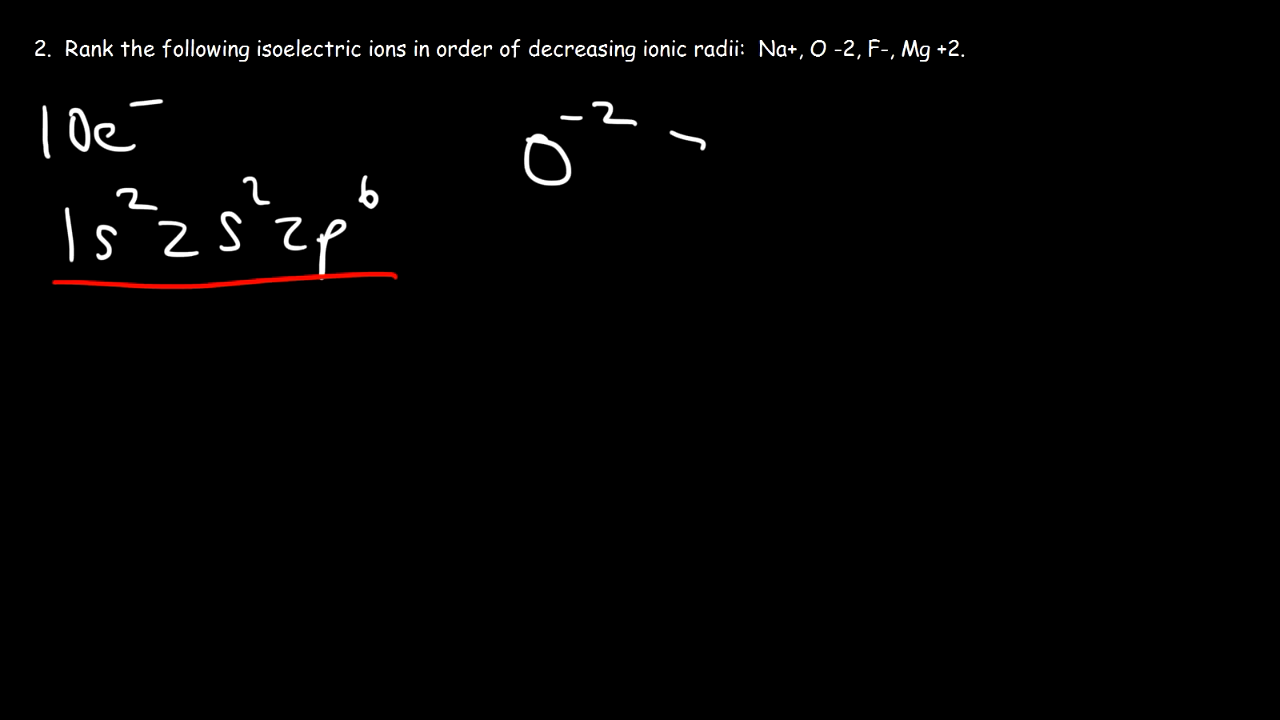 2. Rank the following isoelectric ions in order of decreasing ionic radii: Na+, O -2, F-, Mg +2.
10e⁻
O⁻²
1s²2s²2p⁶